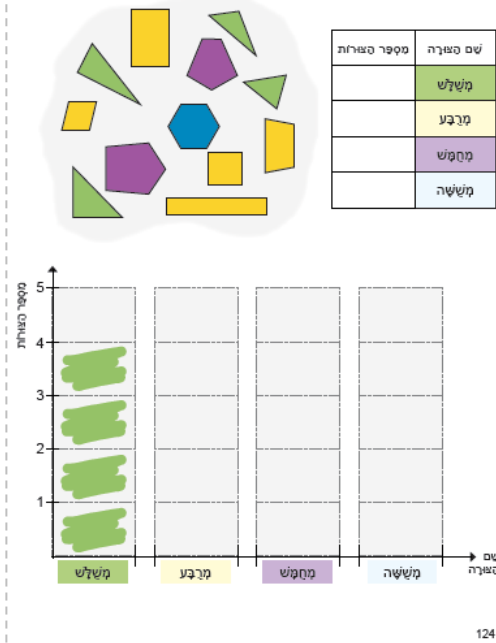 שֵׁם הַצּוּרָה מִסְפַּר הַצּוּרוֹת
מְשֻׁלָּשׁ
מְרֻבָּע
מְחֻמָּשׁ
מְשֻׁשֶּׁה
מִסְפַּר הַצּוּרוֹת
5
4
3
2
1
מְשֻׁלָּשׁ מְרֻבָּע מְחֻמָּשׁ מְשֻׁשֶּׁה
שֵׁם
הַצּוּרָה
124